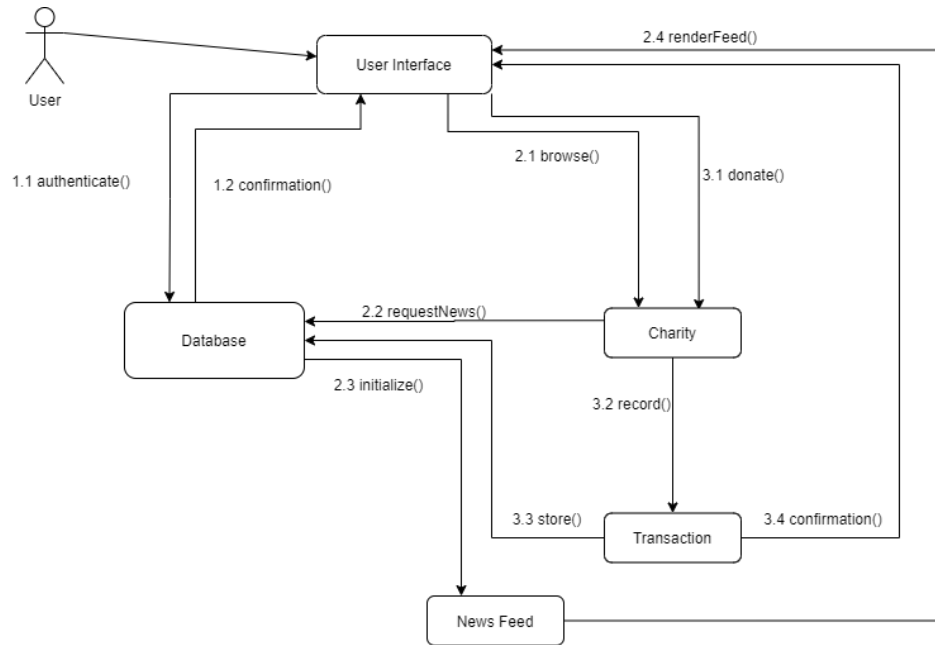 2.4 renderFeed()
User Interface
User
2.1 browse()
3.1 donate()
1.1 authenticate()
1.2 confirmation()
2.2 requestNews()
Database
Charity
2.3 initialize()
3.2 record()
3.3 store()
3.4 confirmation()
Transaction
News Feed